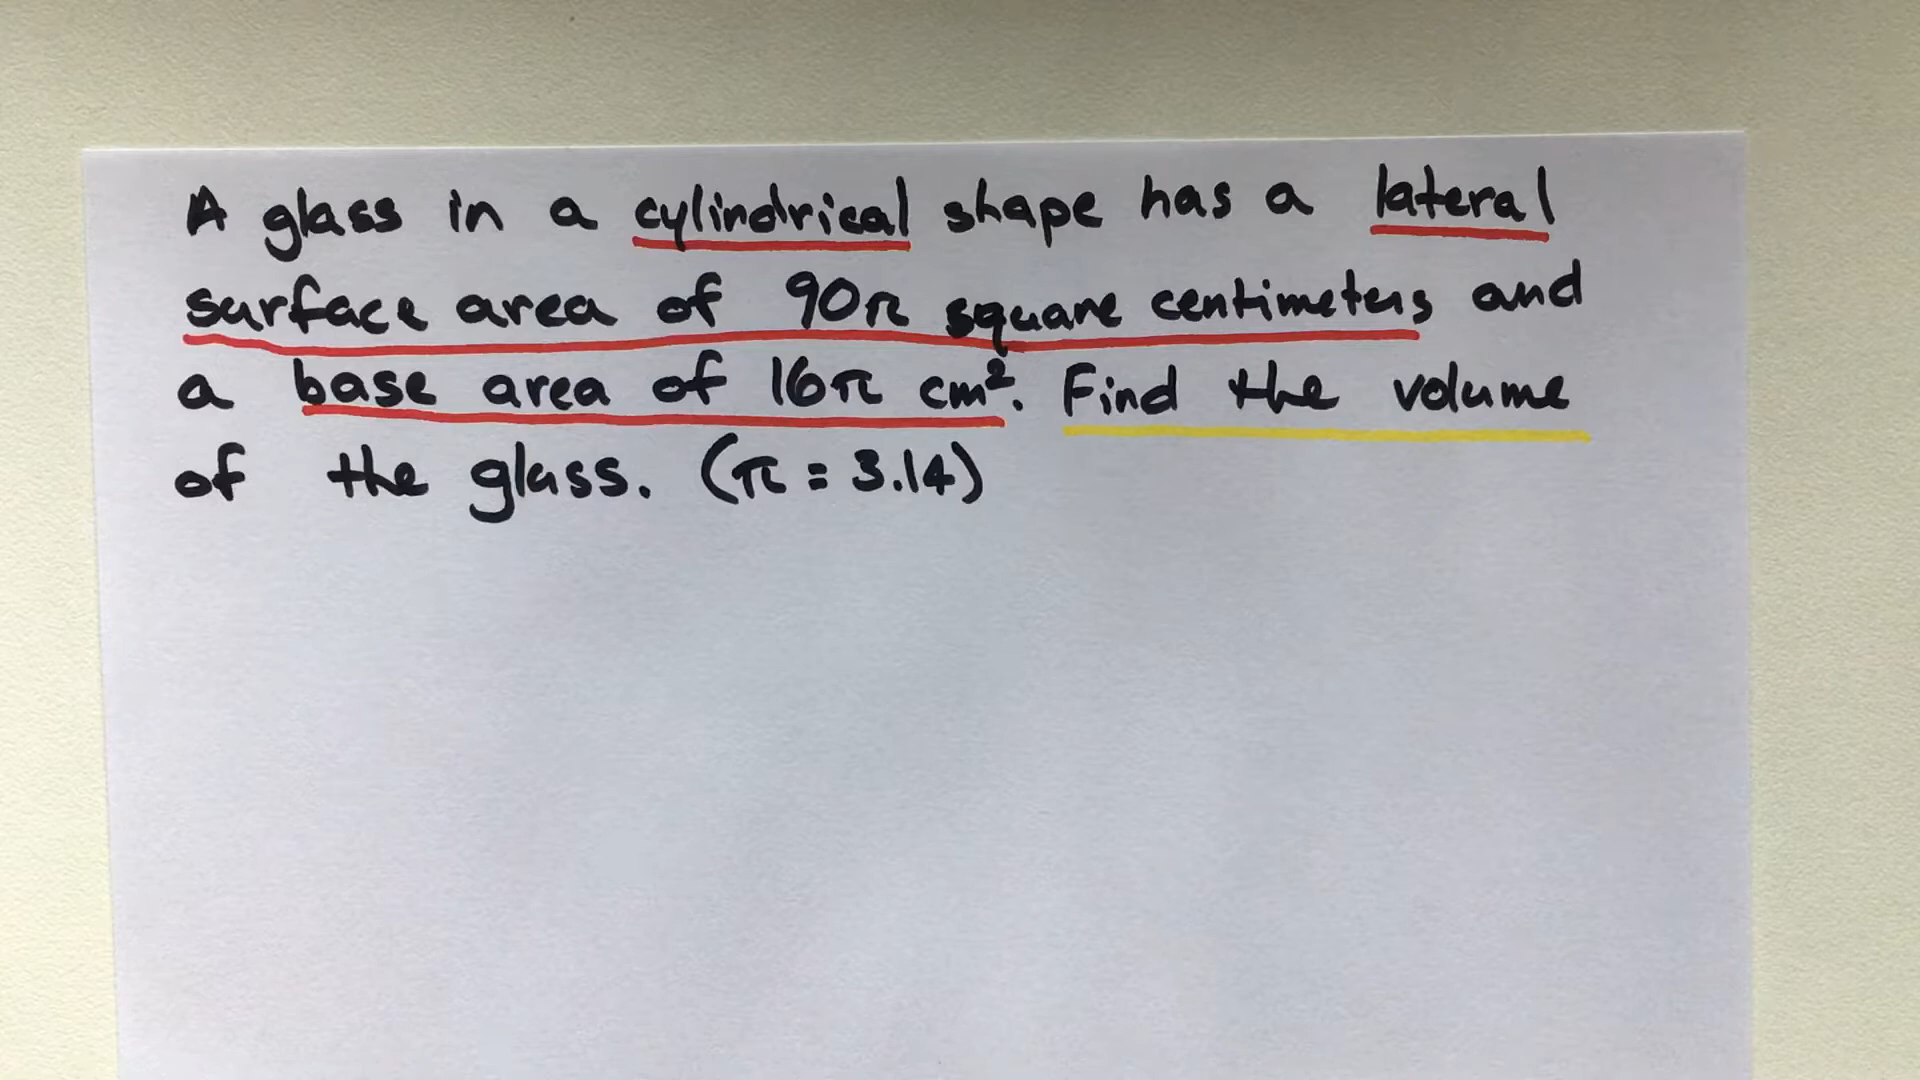 A glass in a cylindrical shape has a lateral
surface area of 90π square centimeters and
a base area of 16π cm². Find the volume
of the glass. (π = 3.14)